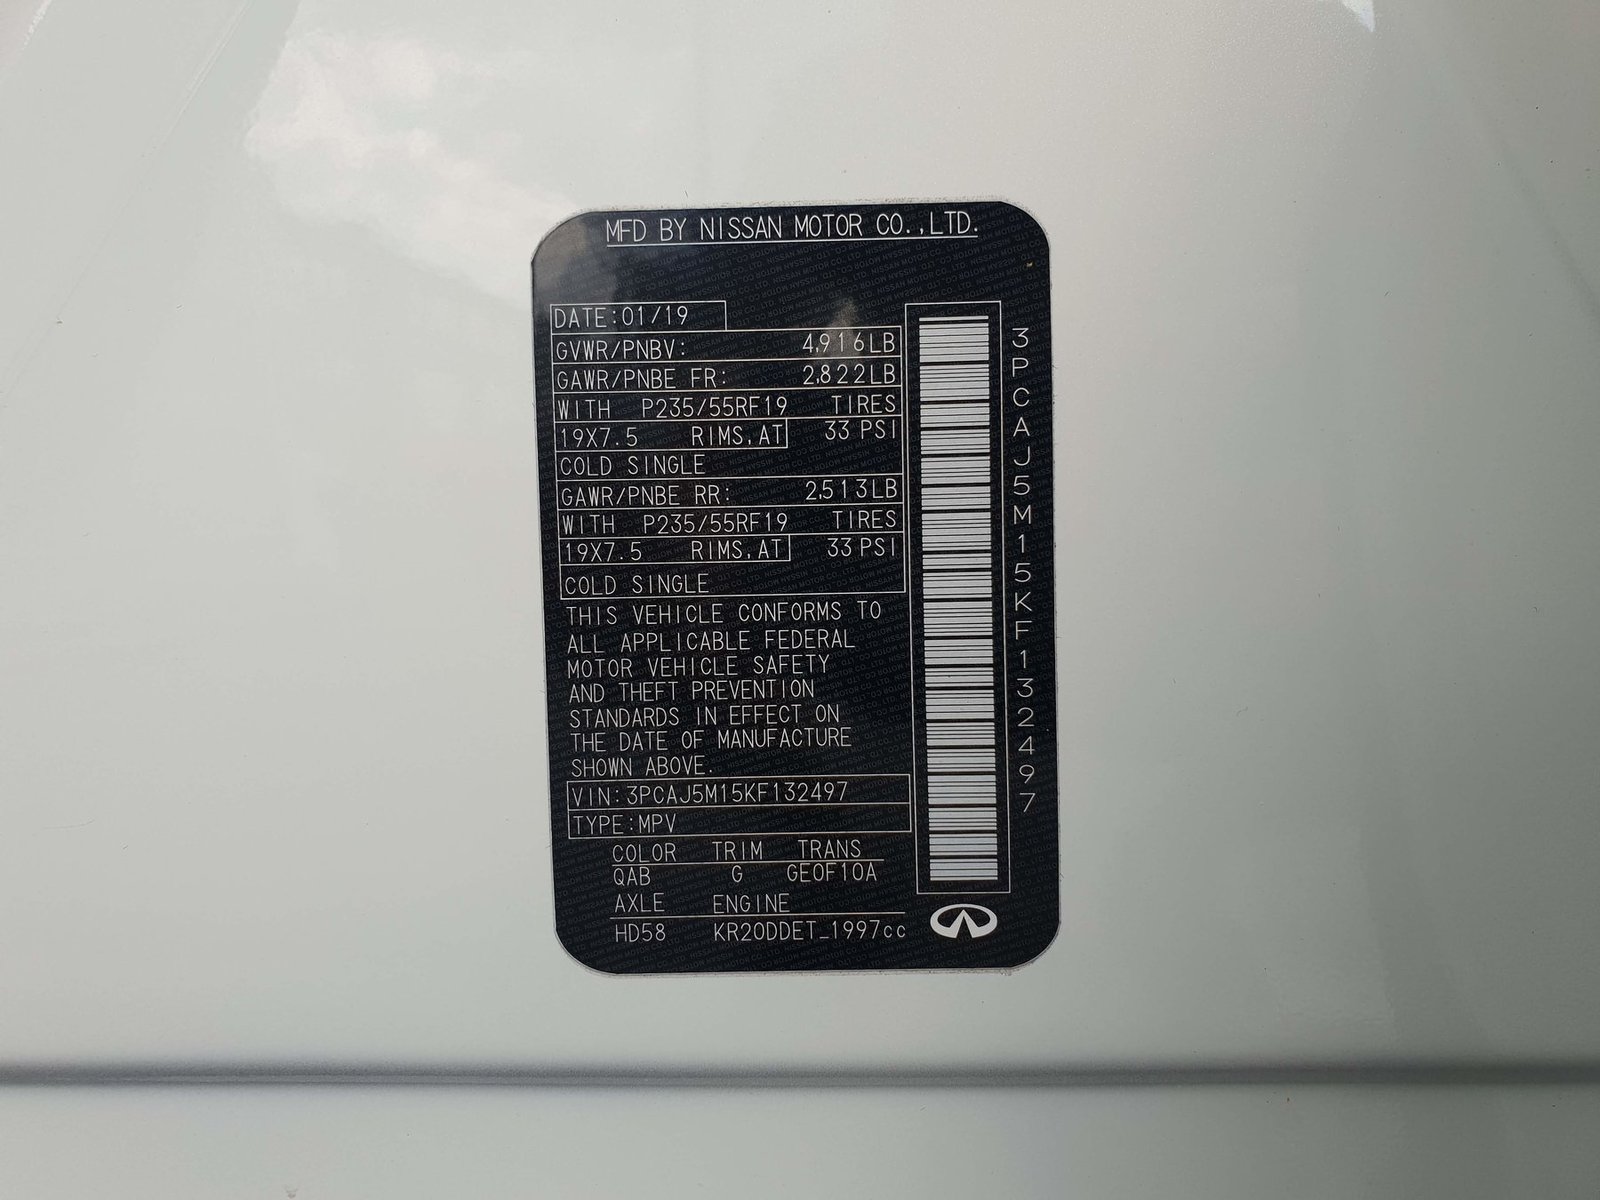 MFD BY NISSAN MOTOR CO.,LTD.
DATE:01/19
GVWR/PNBV: 4,916LB
GAWR/PNBE FR: 2,822LB
WITH P235/55RF19 TIRES
19X7.5 RIMS,AT 33 PSI
COLD SINGLE
GAWR/PNBE RR: 2,513LB
WITH P235/55RF19 TIRES
19X7.5 RIMS,AT 33 PSI
COLD SINGLE
THIS VEHICLE CONFORMS TO
ALL APPLICABLE FEDERAL
MOTOR VEHICLE SAFETY
AND THEFT PREVENTION
STANDARDS IN EFFECT ON
THE DATE OF MANUFACTURE
SHOWN ABOVE.
VIN:3PCAJ5M15KF132497
TYPE:MPV
COLOR TRIM TRANS
QAB G GE0F10A
AXLE ENGINE
HD58 KR20DDET_1997cc
3PCAJ5M15KF132497